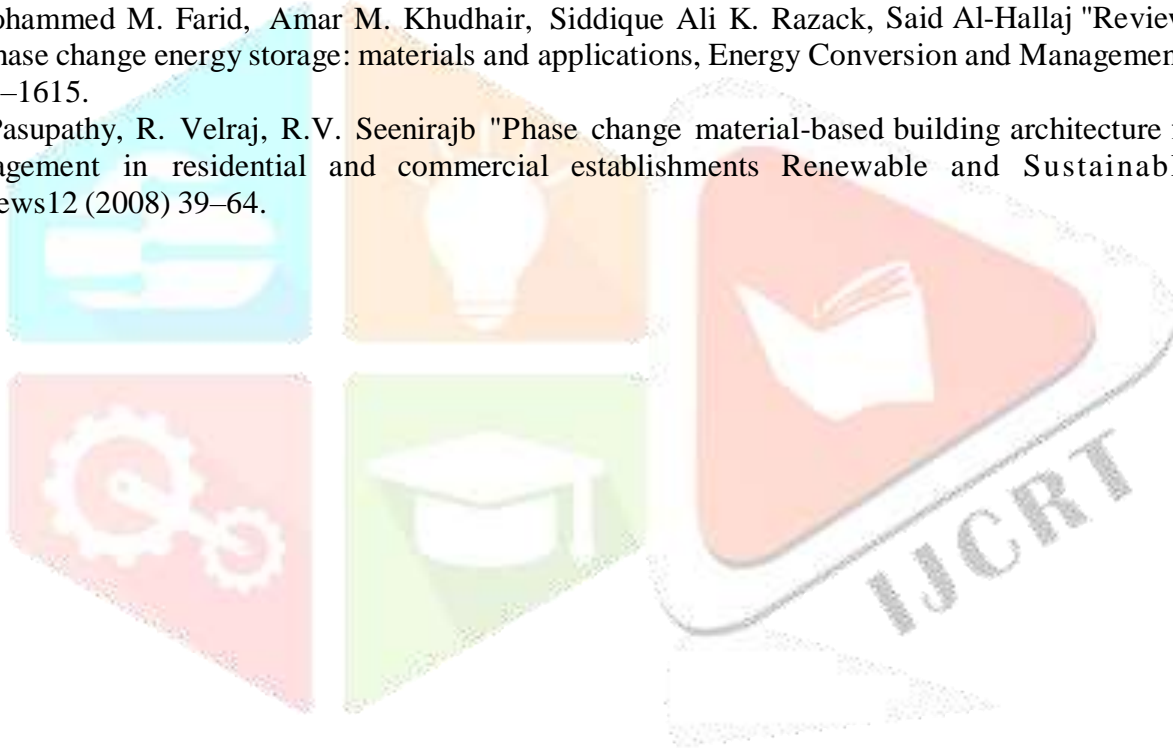 ohammed M. Farid, Amar M. Khudhair, Siddique Ali K. Razack, Said Al-Hallaj "Review
hase change energy storage: materials and applications, Energy Conversion and Managemen
–1615.
Pasupathy, R. Velraj, R.V. Seenirajb "Phase change material-based building architecture
agement in residential and commercial establishments Renewable and Sustainabl
ews12 (2008) 39–64.
IJCRT